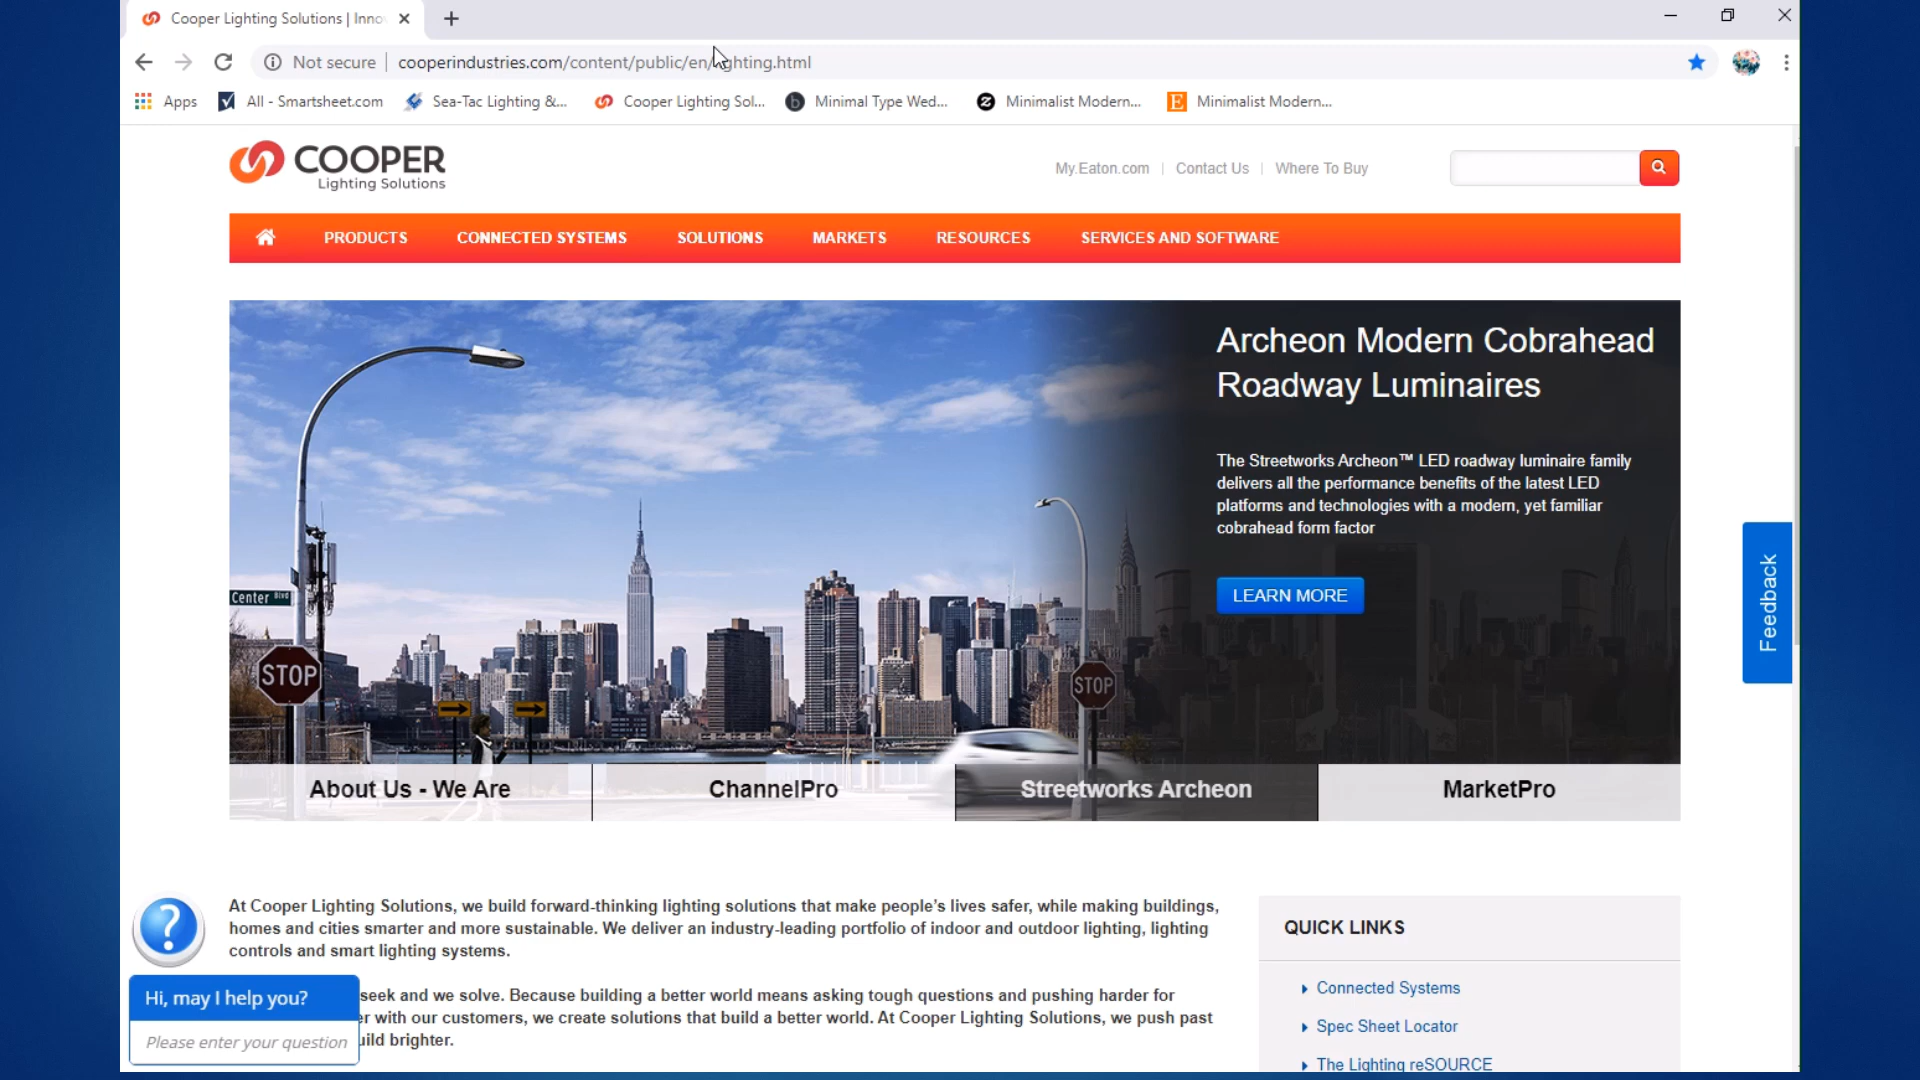 Cooper Lighting Solutions | Inno
Not secure | cooperindustries.com/content/public/en/lighting.html
Apps All - Smartsheet.com Sea-Tac Lighting &... Cooper Lighting Sol... Minimal Type Wed... Minimalist Modern... Minimalist Modern...
COOPER
Lighting Solutions
My.Eaton.com | Contact Us | Where To Buy
PRODUCTS CONNECTED SYSTEMS SOLUTIONS MARKETS RESOURCES SERVICES AND SOFTWARE
Archeon Modern Cobrahead
Roadway Luminaires
The Streetworks Archeon™ LED roadway luminaire family
delivers all the performance benefits of the latest LED
platforms and technologies with a modern, yet familiar
cobrahead form factor
LEARN MORE
Feedback
Center Blvd
STOP
STOP
About Us - We Are ChannelPro Streetworks Archeon MarketPro
At Cooper Lighting Solutions, we build forward-thinking lighting solutions that make people's lives safer, while making buildings,
homes and cities smarter and more sustainable. We deliver an industry-leading portfolio of indoor and outdoor lighting, lighting
controls and smart lighting systems.
seek and we solve. Because building a better world means asking tough questions and pushing harder for
with our customers, we create solutions that build a better world. At Cooper Lighting Solutions, we push past
brighter.
Hi, may I help you?
Please enter your question
QUICK LINKS
Connected Systems
Spec Sheet Locator
The Lighting reSOURCE